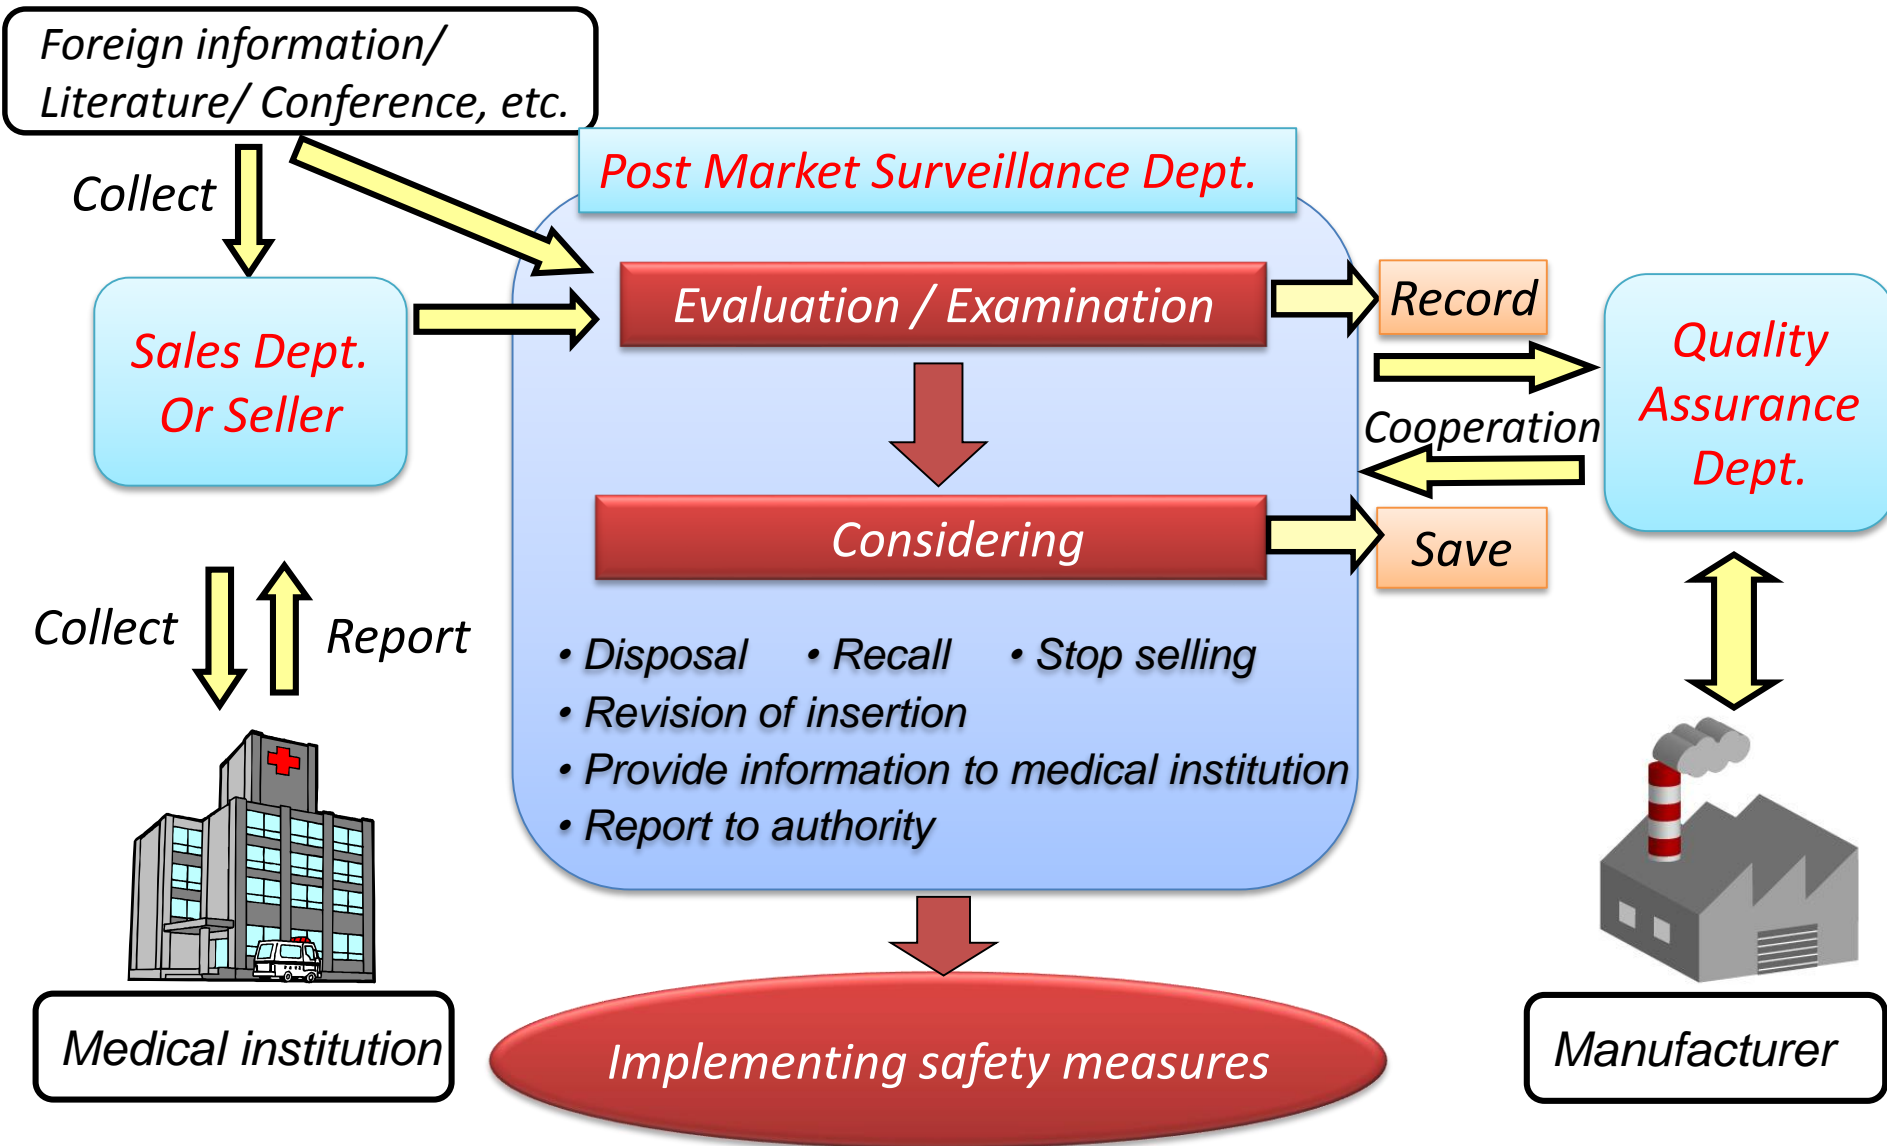 Foreign information/
Literature/ Conference, etc.
Collect
Post Market Surveillance Dept.
Evaluation / Examination
Record
Sales Dept.
Or Seller
Quality
Assurance
Dept.
Cooperation
Considering
Save
Collect
Report
・Disposal ・Recall ・Stop selling
・Revision of insertion
・Provide information to medical institution
・Report to authority
Medical institution
Implementing safety measures
Manufacturer